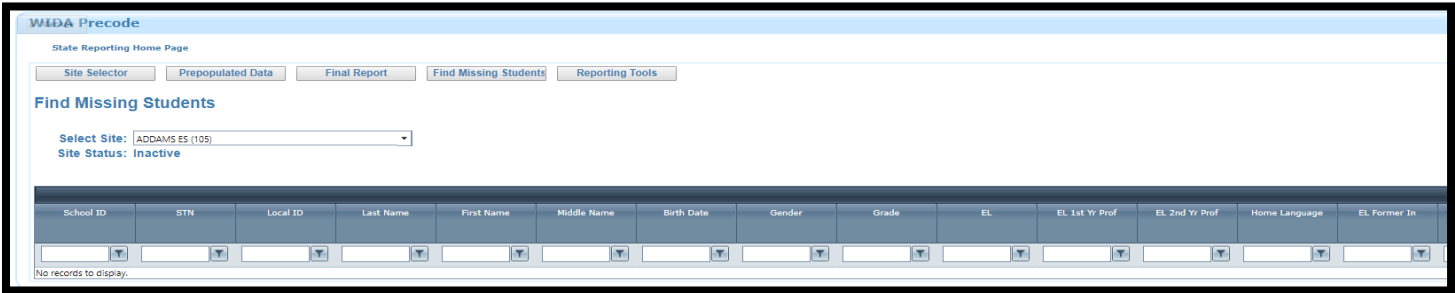 WIDA Precode
State Reporting Home Page
Site Selector Prepopulated Data Final Report Find Missing Students Reporting Tools
Find Missing Students
Select Site: ADDAMS ES (105)
Site Status: Inactive
School ID STN Local ID Last Name First Name Middle Name Birth Date Gender Grade EL EL 1st Yr Prof EL 2nd Yr Prof Home Language EL Former In
No records to display.